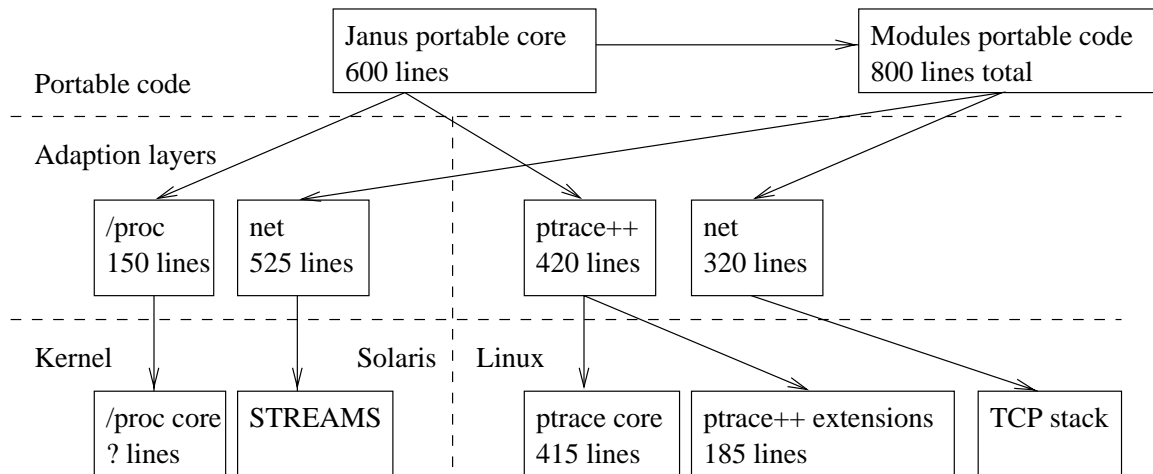 Janus portable core
600 lines
Modules portable code
800 lines total
Portable code
Adaption layers
/proc
150 lines
net
525 lines
ptrace++
420 lines
net
320 lines
Kernel
Solaris
Linux
/proc core
? lines
STREAMS
ptrace core
415 lines
ptrace++ extensions
185 lines
TCP stack